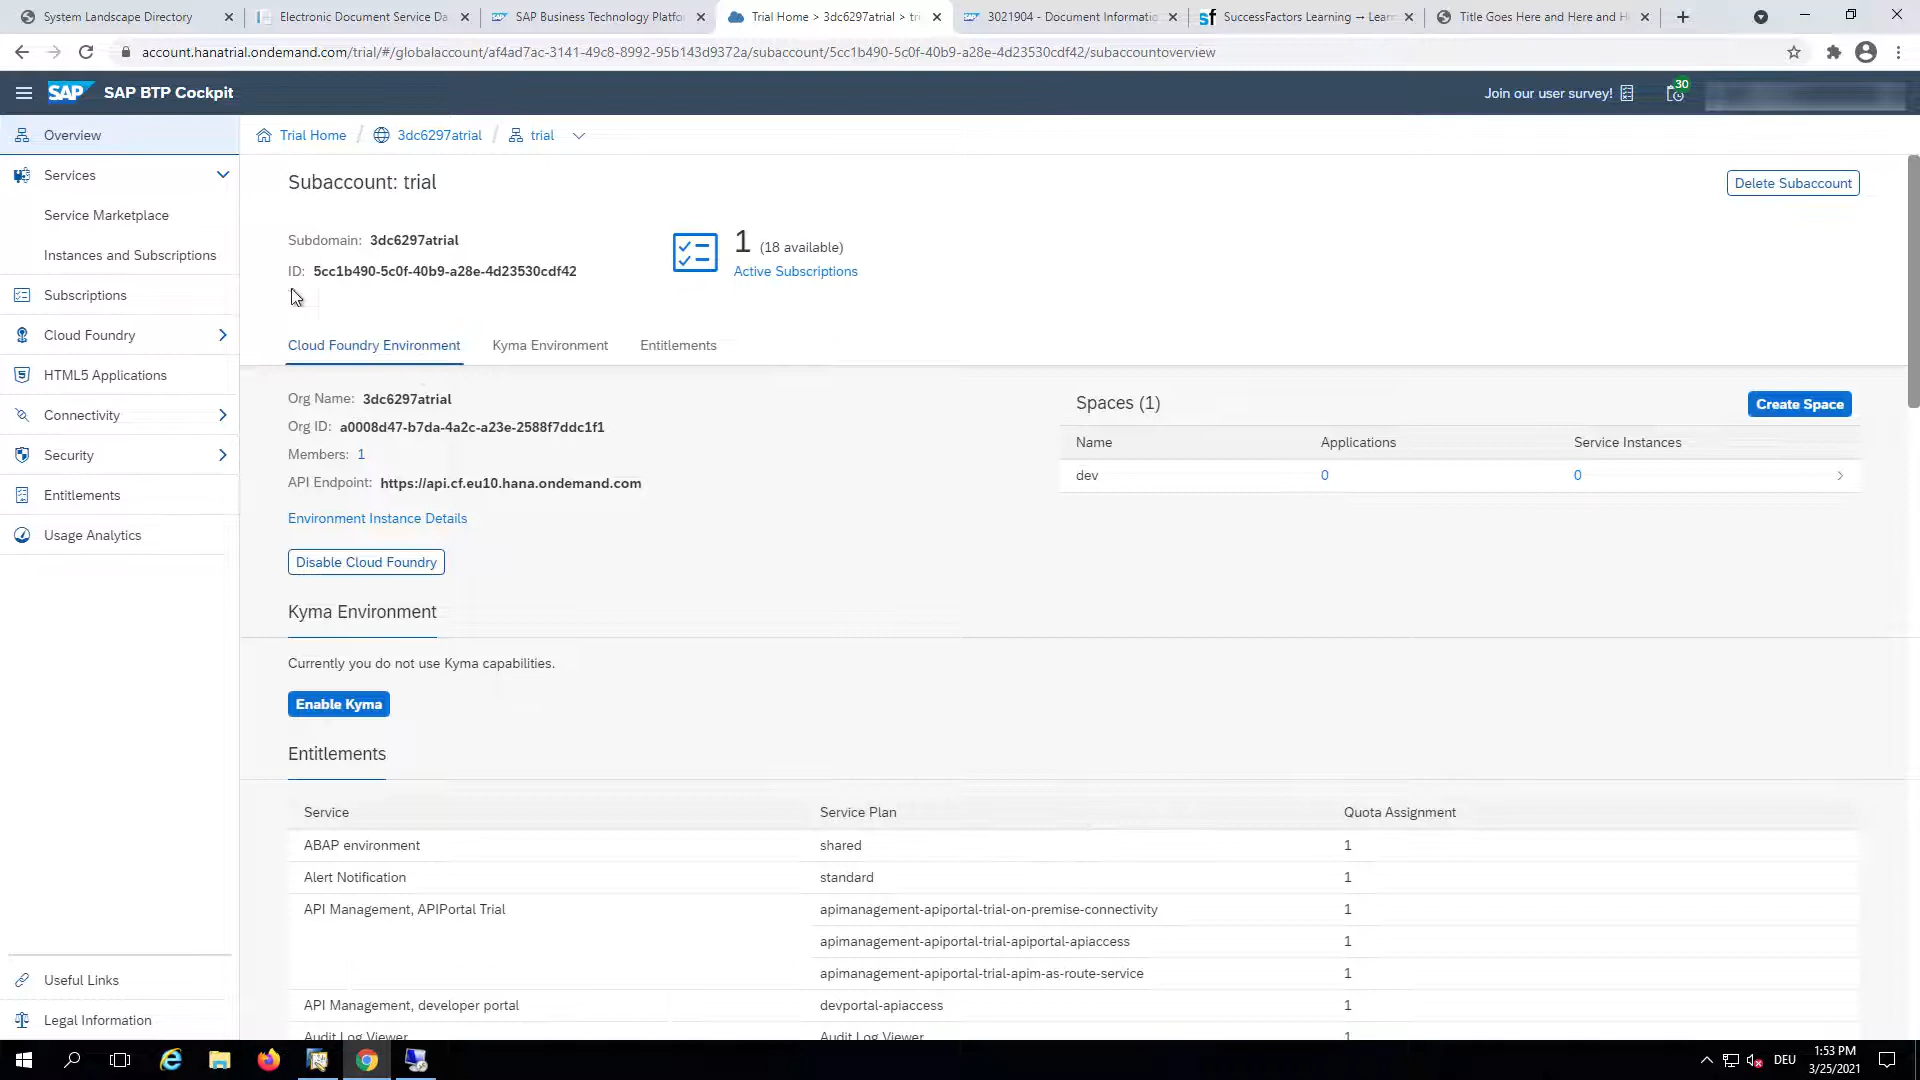 System Landscape Directory
Electronic Document Service Da
SAP Business Technology Platfo
Trial Home > 3dc6297atrial > tri
3021904 - Document Informatio
SuccessFactors Learning → Learn
Title Goes Here and Here and H
account.hanatrial.ondemand.com/trial/#/globalaccount/af4ad7ac-3141-49c8-8992-95b143d9372a/subaccount/5cc1b490-5c0f-40b9-a28e-4d23530cdf42/subaccountoverview
SAP SAP BTP Cockpit
Join our user survey!
30
Overview
Services
Service Marketplace
Instances and Subscriptions
Subscriptions
Cloud Foundry
HTML5 Applications
Connectivity
Security
Entitlements
Usage Analytics
Useful Links
Legal Information
Trial Home / 3dc6297atrial / trial
Subaccount: trial
Delete Subaccount
Subdomain: 3dc6297atrial
ID: 5cc1b490-5c0f-40b9-a28e-4d23530cdf42
1 (18 available)
Active Subscriptions
Cloud Foundry Environment Kyma Environment Entitlements
Org Name: 3dc6297atrial
Org ID: a0008d47-b7da-4a2c-a23e-2588f7ddc1f1
Members: 1
API Endpoint: https://api.cf.eu10.hana.ondemand.com
Environment Instance Details
Disable Cloud Foundry
Spaces (1)
Create Space
Name Applications Service Instances
dev 0 0
Kyma Environment
Currently you do not use Kyma capabilities.
Enable Kyma
Entitlements
Service Service Plan Quota Assignment
ABAP environment shared 1
Alert Notification standard 1
API Management, APIPortal Trial apimanagement-apiportal-trial-on-premise-connectivity 1
apimanagement-apiportal-trial-apiportal-apiaccess 1
apimanagement-apiportal-trial-apim-as-route-service 1
API Management, developer portal devportal-apiaccess 1
Audit Log Viewer Audit Log Viewer 1
DEU
1:53 PM
3/25/2021